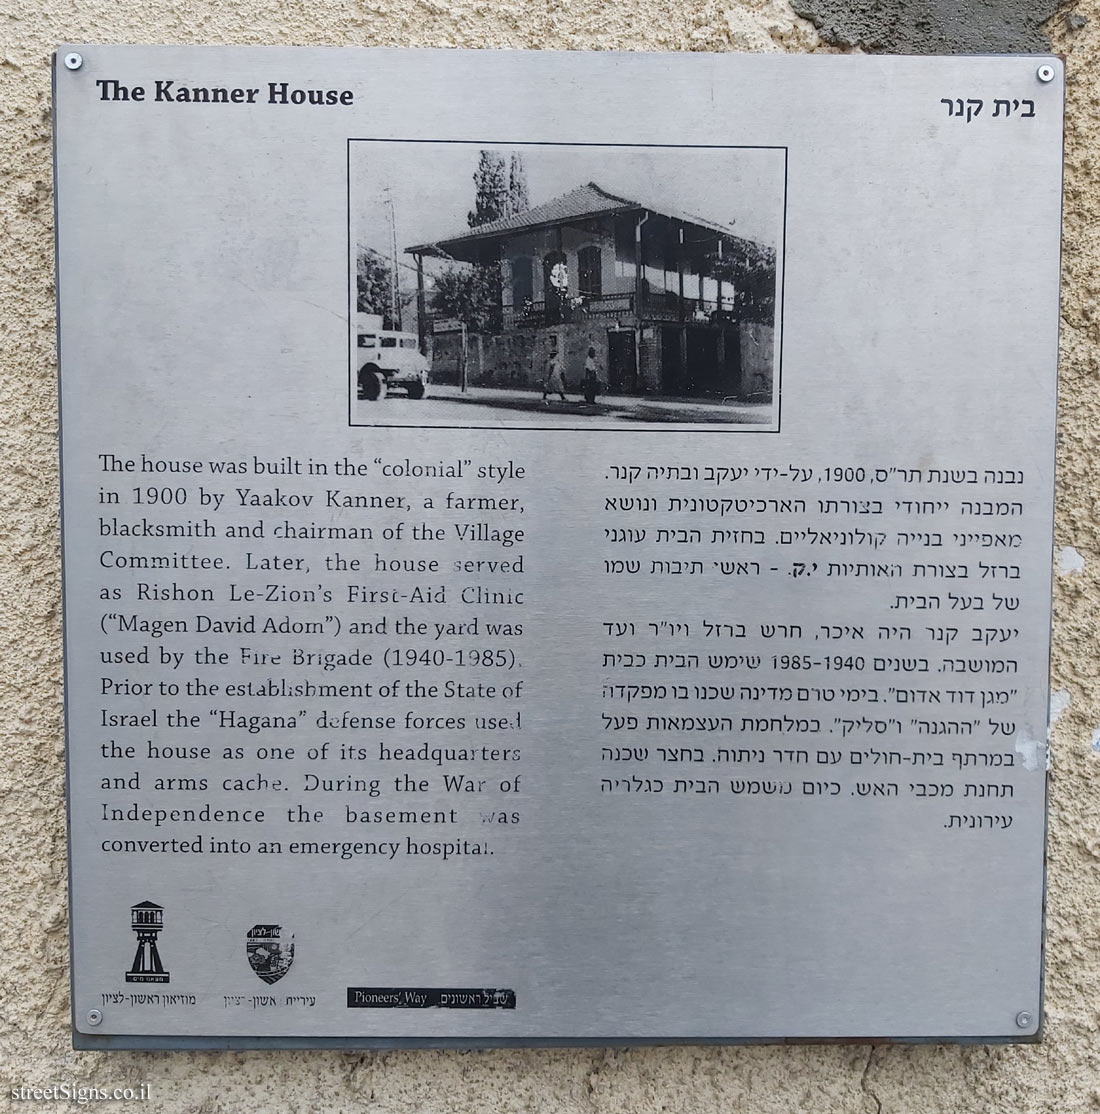 The Kanner House
בית קנר
The house was built in the "colonial" style
in 1900 by Yaakov Kanner, a farmer,
blacksmith and chairman of the Village
Committee. Later, the house served
as Rishon Le-Zion's First-Aid Clinic
("Magen David Adom") and the yard was
used by the Fire Brigade (1940-1985).
Prior to the establishment of the State of
Israel the "Hagana" defense forces used
the house as one of its headquarters
and arms cache. During the War of
Independence the basement was
converted into an emergency hospital.
נבנה בשנת תר"ס, 1900, על-ידי יעקב ובתיה קנר.
המבנה ייחודי בצורתו הארכיטקטונית ונושא
מאפייני בנייה קולוניאליים. בחזית הבית עוגני
ברזל בצורת האותיות י.ק. - ראשי תיבות שמו
של בעל הבית.
יעקב קנר היה איכר, חרש ברזל ויו"ר ועד
המושבה. בשנים 1985-1940 שימש הבית כבית
"מגן דוד אדום". בימי טרם מדינה שכנו בו מפקדה
של "ההגנה" ו"סליק". במלחמת העצמאות פעל
במרתף בית-חולים עם חדר ניתוח. בחצר שכנה
תחנת מכבי האש. כיום משמש הבית כגלריה
עירונית.
מוזיאון ראשון-לציון
עיריית ראשון-לציון
Pioneers' Way שביל ראשונים
streetSigns.co.il